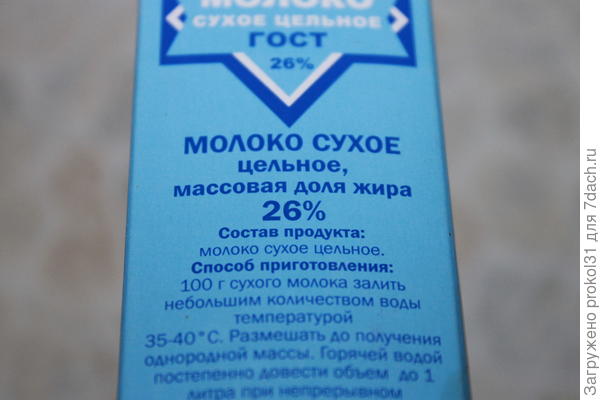 МОЛОКО
СУХОЕ ЦЕЛЬНОЕ
ГОСТ
26%
МОЛОКО СУХОЕ
цельное,
массовая доля жира
26%
Состав продукта:
молоко сухое цельное.
Способ приготовления:
100 г сухого молока залить
небольшим количеством воды
температурой
35-40°С. Размешать до получения
однородной массы. Горячей водой
постепенно довести объем до 1
литра при непрерывном
Загружено prokol31 для 7dach.ru